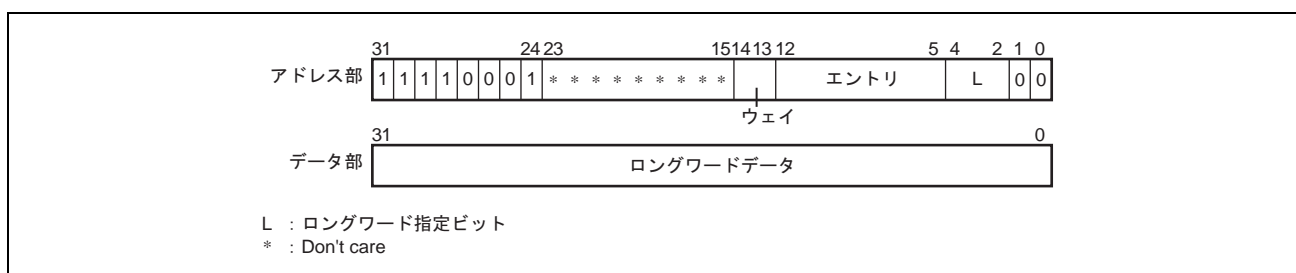 31 24 23 15 14 13 12 5 4 2 1 0
アドレス部 1 1 1 1 0 0 0 1 * * * * * * * * * エントリ L 0 0
ウェイ
31 0
データ部 ロングワードデータ
L : ロングワード指定ビット
* : Don't care